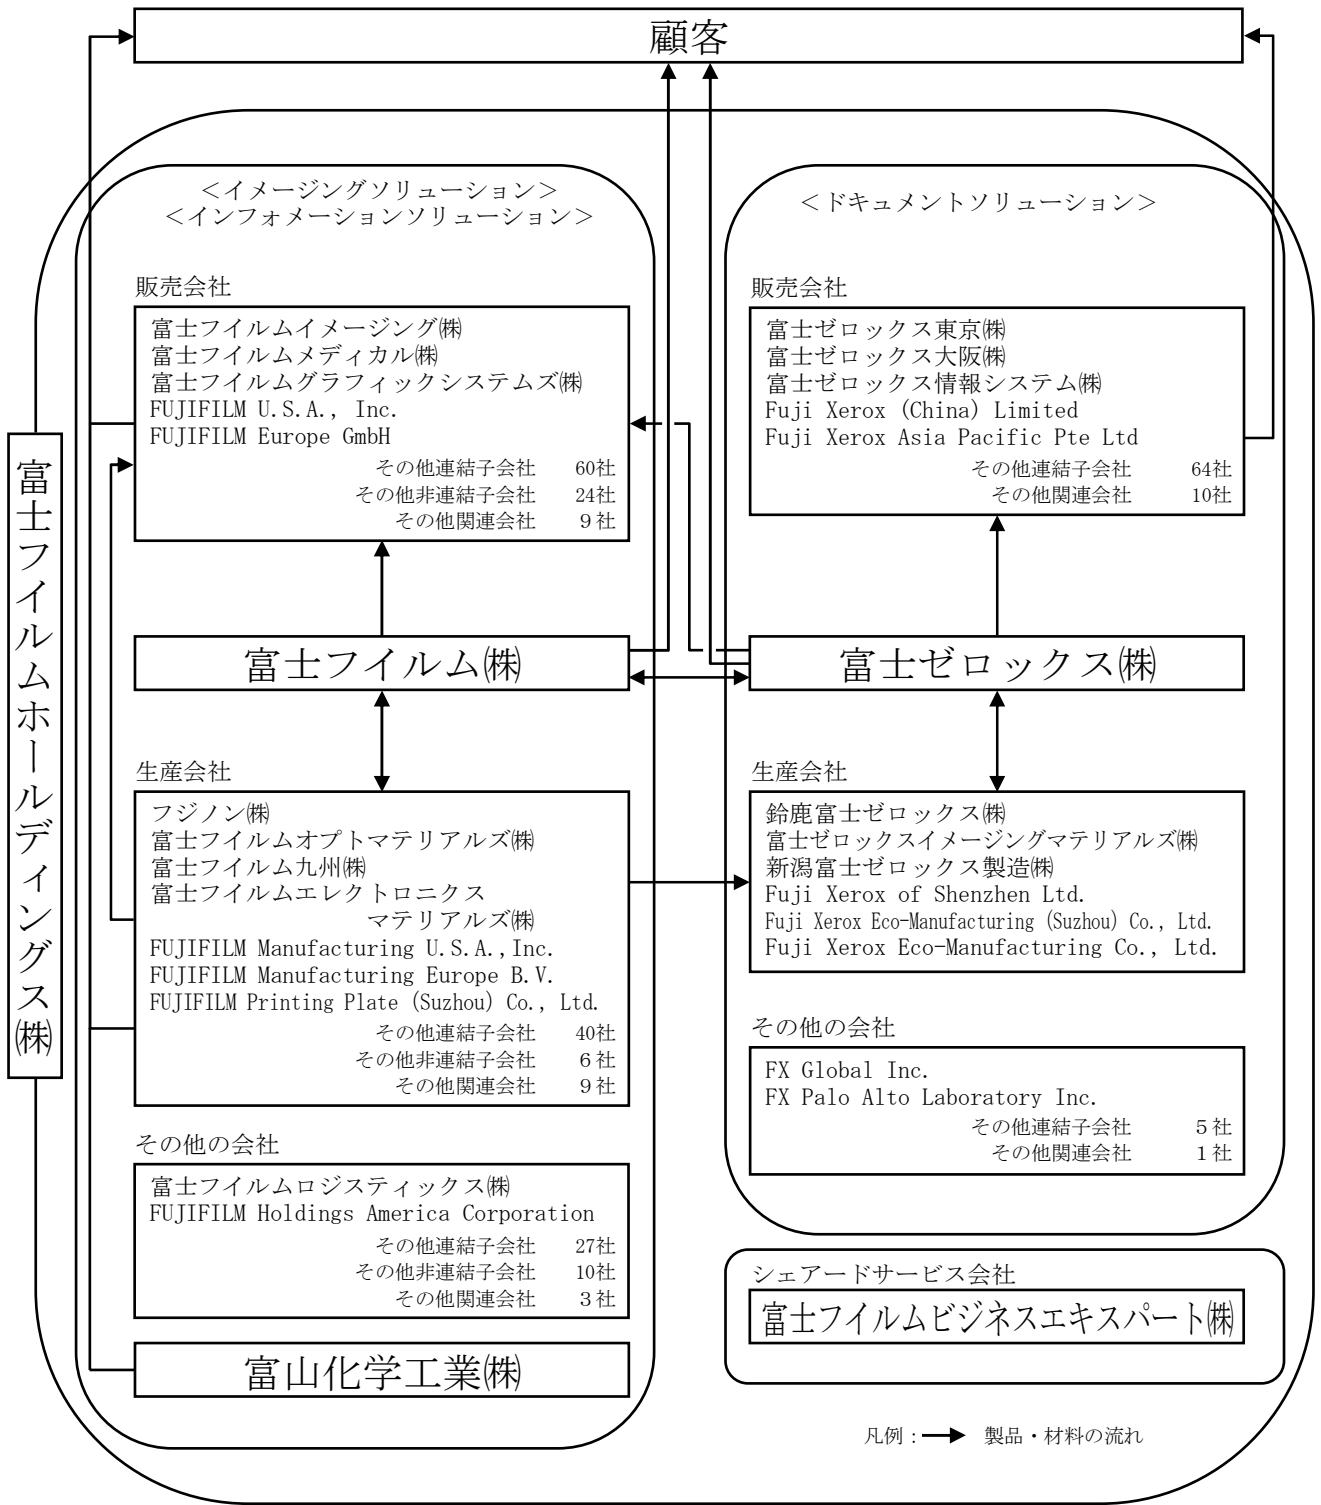 顧客
富士フイルムホールディングス㈱
＜イメージングソリューション＞
＜インフォメーションソリューション＞
販売会社
富士フイルムイメージング㈱
富士フイルムメディカル㈱
富士フイルムグラフィックシステムズ㈱
FUJIFILM U.S.A., Inc.
FUJIFILM Europe GmbH
その他連結子会社 60社
その他非連結子会社 24社
その他関連会社 ９社
富士フイルム㈱
生産会社
フジノン㈱
富士フイルムオプトマテリアルズ㈱
富士フイルム九州㈱
富士フイルムエレクトロニクス
マテリアルズ㈱
FUJIFILM Manufacturing U.S.A.,Inc.
FUJIFILM Manufacturing Europe B.V.
FUJIFILM Printing Plate (Suzhou) Co., Ltd.
その他連結子会社 40社
その他非連結子会社 ６社
その他関連会社 ９社
その他の会社
富士フイルムロジスティックス㈱
FUJIFILM Holdings America Corporation
その他連結子会社 27社
その他非連結子会社 10社
その他関連会社 ３社
富山化学工業㈱
＜ドキュメントソリューション＞
販売会社
富士ゼロックス東京㈱
富士ゼロックス大阪㈱
富士ゼロックス情報システム㈱
Fuji Xerox (China) Limited
Fuji Xerox Asia Pacific Pte Ltd
その他連結子会社 64社
その他関連会社 10社
富士ゼロックス㈱
生産会社
鈴鹿富士ゼロックス㈱
富士ゼロックスイメージングマテリアルズ㈱
新潟富士ゼロックス製造㈱
Fuji Xerox of Shenzhen Ltd.
Fuji Xerox Eco-Manufacturing (Suzhou) Co., Ltd.
Fuji Xerox Eco-Manufacturing Co., Ltd.
その他の会社
FX Global Inc.
FX Palo Alto Laboratory Inc.
その他連結子会社 ５社
その他関連会社 １社
シェアードサービス会社
富士フイルムビジネスエキスパート㈱
凡例： 製品・材料の流れ